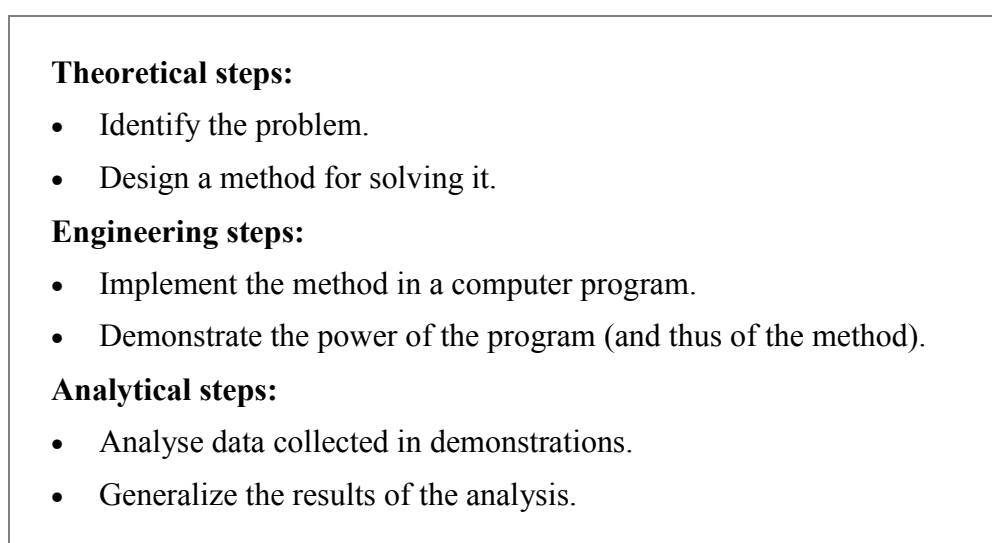 Theoretical steps:
• Identify the problem.
• Design a method for solving it.
Engineering steps:
• Implement the method in a computer program.
• Demonstrate the power of the program (and thus of the method).
Analytical steps:
• Analyse data collected in demonstrations.
• Generalize the results of the analysis.